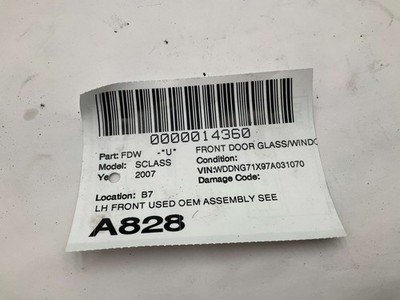 0000014360
Part: FDW -"U" FRONT DOOR GLASS/WINDO
Model: SCLASS Condition:
Ye 2007 VIN:WDDNG71X97A031070
Damage Code:
Location: B7
LH FRONT USED OEM ASSEMBLY SEE
A828